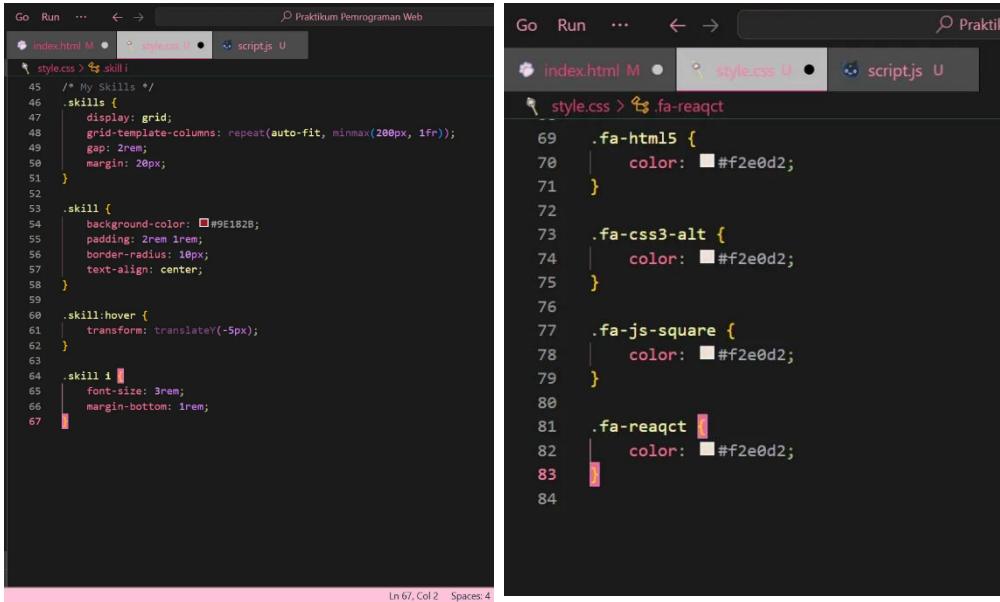 Go Run ... ← → Praktikum Pemrograman Web
index.html M ● style.css U ● script.js U
style.css > .skill i
45 /* My Skills */
46 .skills {
47 display: grid;
48 grid-template-columns: repeat(auto-fit, minmax(200px, 1fr));
49 gap: 2rem;
50 margin: 20px;
51 }
52
53 .skill {
54 background-color: #9E182B;
55 padding: 2rem 1rem;
56 border-radius: 10px;
57 text-align: center;
58 }
59
60 .skill:hover {
61 transform: translateY(-5px);
62 }
63
64 .skill i {
65 font-size: 3rem;
66 margin-bottom: 1rem;
67 }
Ln 67, Col 2 Spaces: 4
Go Run ... ← → Prakti
index.html M ● style.css U ● script.js U
style.css > .fa-reaqct
69 .fa-html5 {
70 color: #f2e0d2;
71 }
72
73 .fa-css3-alt {
74 color: #f2e0d2;
75 }
76
77 .fa-js-square {
78 color: #f2e0d2;
79 }
80
81 .fa-reaqct {
82 color: #f2e0d2;
83 }
84